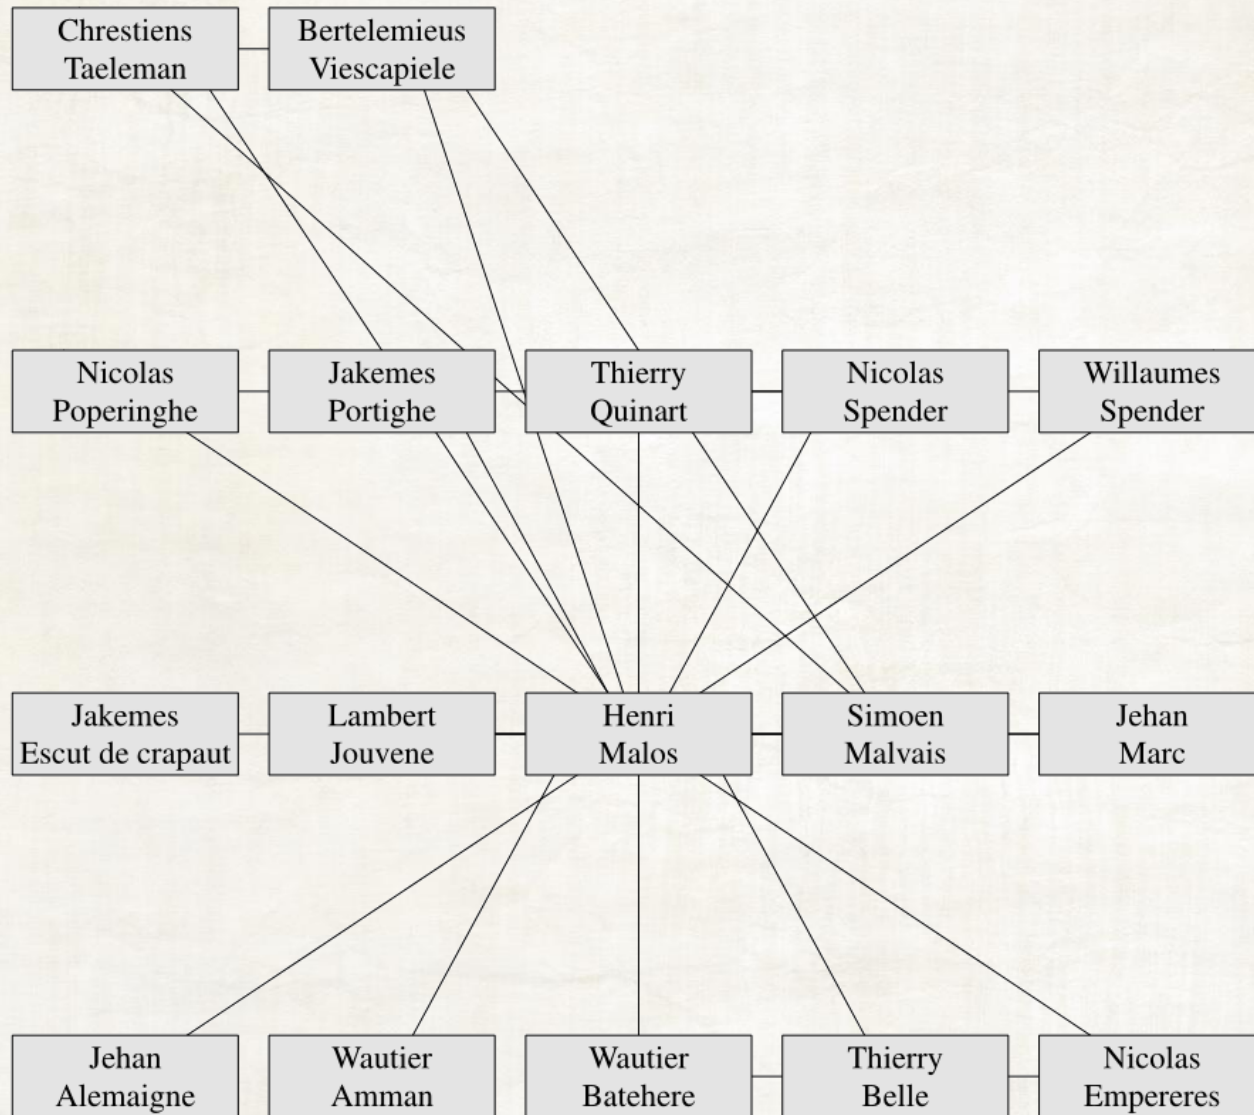 Chrestiens
Taeleman
Bertelemieus
Viescapiele
Nicolas
Poperinghe
Jakemes
Portighe
Thierry
Quinart
Nicolas
Spender
Willaumes
Spender
Jakemes
Escut de crapaut
Lambert
Jouvene
Henri
Malos
Simoen
Malvais
Jehan
Marc
Jehan
Alemaigne
Wautier
Amman
Wautier
Batehere
Thierry
Belle
Nicolas
Empereres